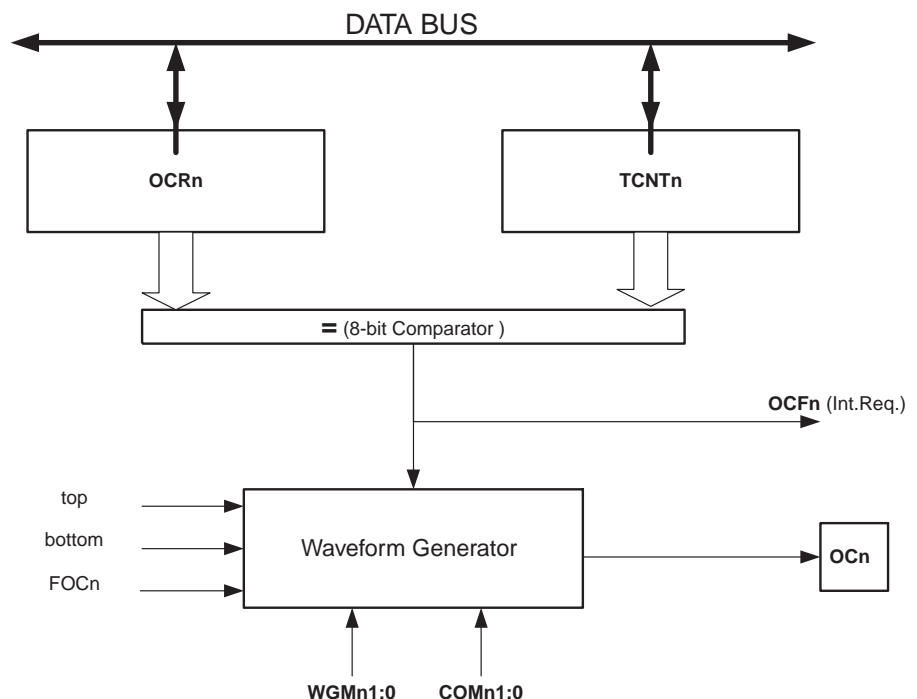 DATA BUS
OCRn
TCNTn
= (8-bit Comparator )
OCFn (Int.Req.)
top
bottom
FOCn
Waveform Generator
OCn
WGMn1:0
COMn1:0